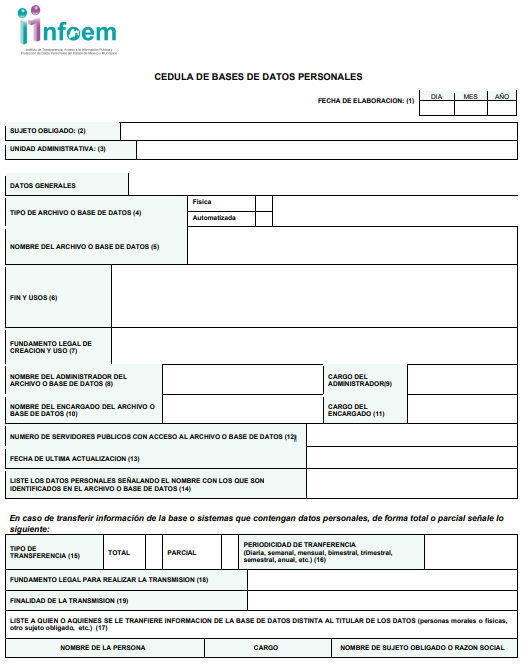 infoem
Instituto de Transparencia, Acceso a la Información Pública y
Protección de Datos Personales del Estado de México y Municipios
CEDULA DE BASES DE DATOS PERSONALES
FECHA DE ELABORACION: (1)
DIA MES AÑO
SUJETO OBLIGADO: (2)
UNIDAD ADMINISTRATIVA: (3)
DATOS GENERALES
TIPO DE ARCHIVO O BASE DE DATOS (4)
Física
Automatizada
NOMBRE DEL ARCHIVO O BASE DE DATOS (5)
FIN Y USOS (6)
FUNDAMENTO LEGAL DE
CREACION Y USO (7)
NOMBRE DEL ADMINISTRADOR DEL
ARCHIVO O BASE DE DATOS (8)
CARGO DEL
ADMINISTRADOR(9)
NOMBRE DEL ENCARGADO DEL ARCHIVO O
BASE DE DATOS (10)
CARGO DEL
ENCARGADO (11)
NUMERO DE SERVIDORES PUBLICOS CON ACCESO AL ARCHIVO O BASE DE DATOS (12)
FECHA DE ULTIMA ACTUALIZACION (13)
LISTE LOS DATOS PERSONALES SEÑALANDO EL NOMBRE CON LOS QUE SON
IDENTIFICADOS EN EL ARCHIVO O BASE DE DATOS (14)
En caso de transferir información de la base o sistemas que contengan datos personales, de forma total o parcial señale lo
siguiente:
TIPO DE
TRANSFERENCIA (15)
TOTAL
PARCIAL
PERIODICIDAD DE TRANFERENCIA
(Diaria, semanal, mensual, bimestral, trimestral,
semestral, anual, etc.) (16)
FUNDAMENTO LEGAL PARA REALIZAR LA TRANSMISION (18)
FINALIDAD DE LA TRANSMISION (19)
LISTE A QUIEN O AQUIENES SE LE TRANFIERE INFORMACION DE LA BASE DISTINTA AL TITULAR DE LOS DATOS (personas morales o físicas,
otro sujeto obligado, etc.) (17)
NOMBRE DE LA PERSONA CARGO NOMBRE DE SUJETO OBLIGADO O RAZON SOCIAL